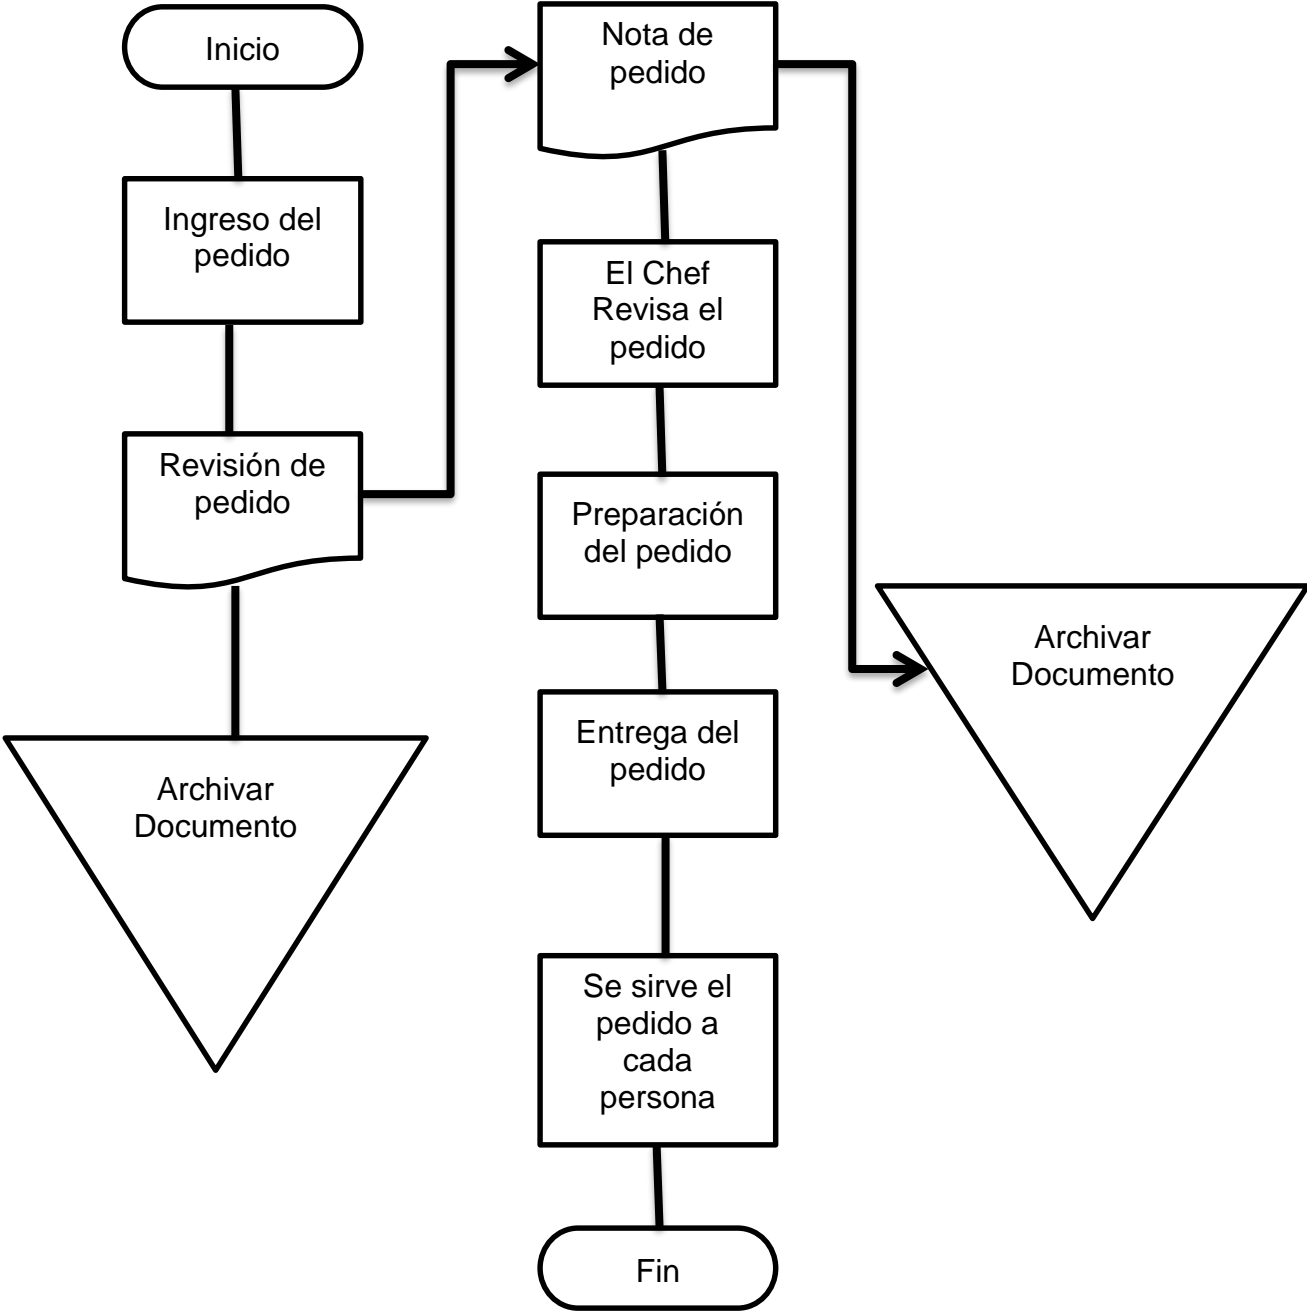 Inicio
Ingreso del
pedido
Revisión de
pedido
Archivar
Documento
Nota de
pedido
El Chef
Revisa el
pedido
Preparación
del pedido
Entrega del
pedido
Se sirve el
pedido a
cada
persona
Fin
Archivar
Documento